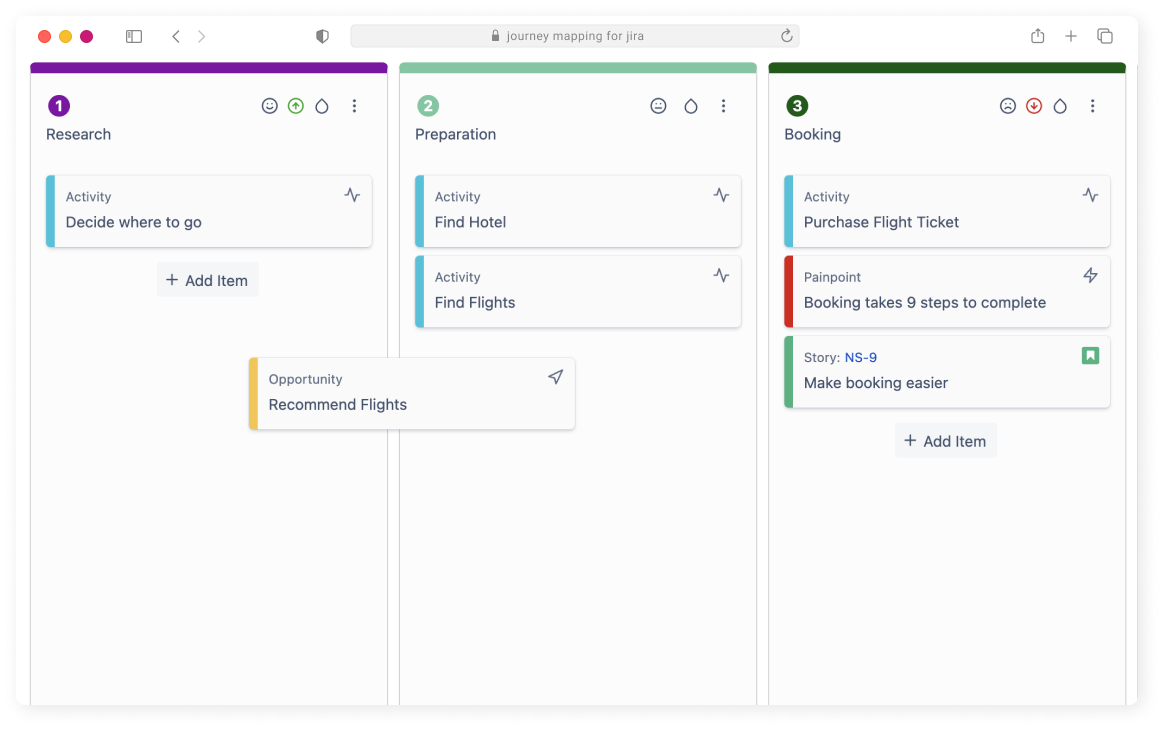 journey mapping for jira
1
Research
Activity
Decide where to go
+ Add Item
2
Preparation
Activity
Find Hotel
Activity
Find Flights
Opportunity
Recommend Flights
3
Booking
Activity
Purchase Flight Ticket
Painpoint
Booking takes 9 steps to complete
Story: NS-9
Make booking easier
+ Add Item